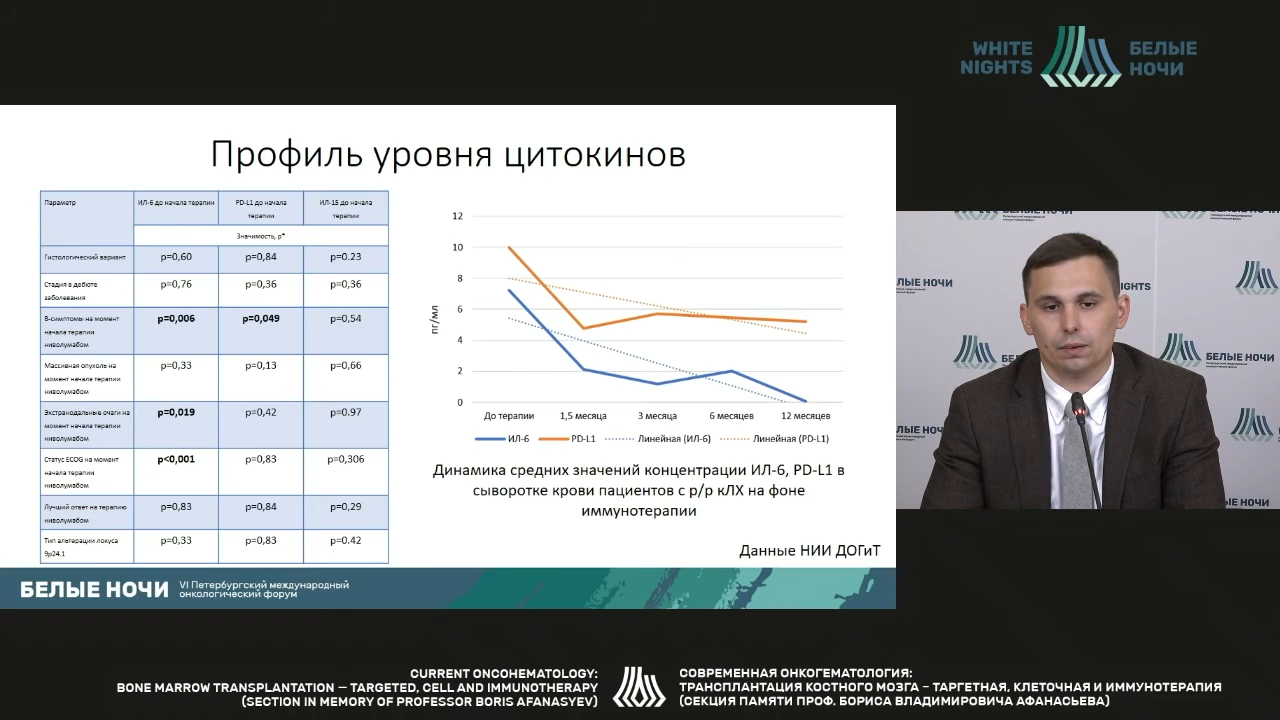 WHITE
NIGHTS
БЕЛЫЕ
НОЧИ
Профиль уровня цитокинов
Параметр
ИЛ-6 до начала терапии
PD-L1 до начала
терапии
ИЛ-15 до начала
терапии
Значимость, р*
Гистологический вариант
p=0,60
p=0,84
p=0.23
Стадия в дебюте
заболевания
p=0,76
p=0,36
p=0,36
В-симптомы на момент
начала терапии
ниволумабом
p=0,006
p=0,049
p=0,54
Массивная опухоль на
момент начала терапии
ниволумабом
p=0,33
p=0,13
p=0,66
Экстранодальные очаги на
момент начала терапии
ниволумабом
p=0,019
p=0,42
p=0.97
Статус ECOG на момент
начала терапии
ниволумабом
p<0,001
p=0,83
p=0,306
Лучший ответ на терапию
ниволумабом
p=0,83
p=0,84
p=0,29
Тип альтерации локуса
9p24.1
p=0,33
p=0,83
p=0.42
12
10
8
6
4
2
0
пг/мл
До терапии
1,5 месяца
3 месяца
6 месяцев
12 месяцев
ИЛ-6
PD-L1
Линейная (ИЛ-6)
Линейная (PD-L1)
Динамика средних значений концентрации ИЛ-6, PD-L1 в
сыворотке крови пациентов с р/р кЛХ на фоне
иммунотерапии
Данные НИИ ДОГиТ
БЕЛЫЕ НОЧИ
VI Петербургский международный
онкологический форум
CURRENT ONCOHEMATOLOGY:
BONE MARROW TRANSPLANTATION – TARGETED, CELL AND IMMUNOTHERAPY
(SECTION IN MEMORY OF PROFESSOR BORIS AFANASYEV)
СОВРЕМЕННАЯ ОНКОГЕМАТОЛОГИЯ:
ТРАНСПЛАНТАЦИЯ КОСТНОГО МОЗГА – ТАРГЕТНАЯ, КЛЕТОЧНАЯ И ИММУНОТЕРАПИЯ
(СЕКЦИЯ ПАМЯТИ ПРОФ. БОРИСА ВЛАДИМИРОВИЧА АФАНАСЬЕВА)
БЕЛЫЕ НОЧИ